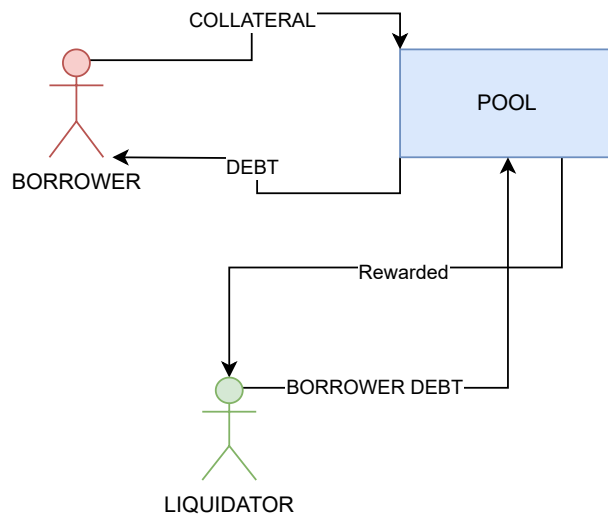 COLLATERAL
POOL
DEBT
BORROWER
Rewarded
BORROWER DEBT
LIQUIDATOR